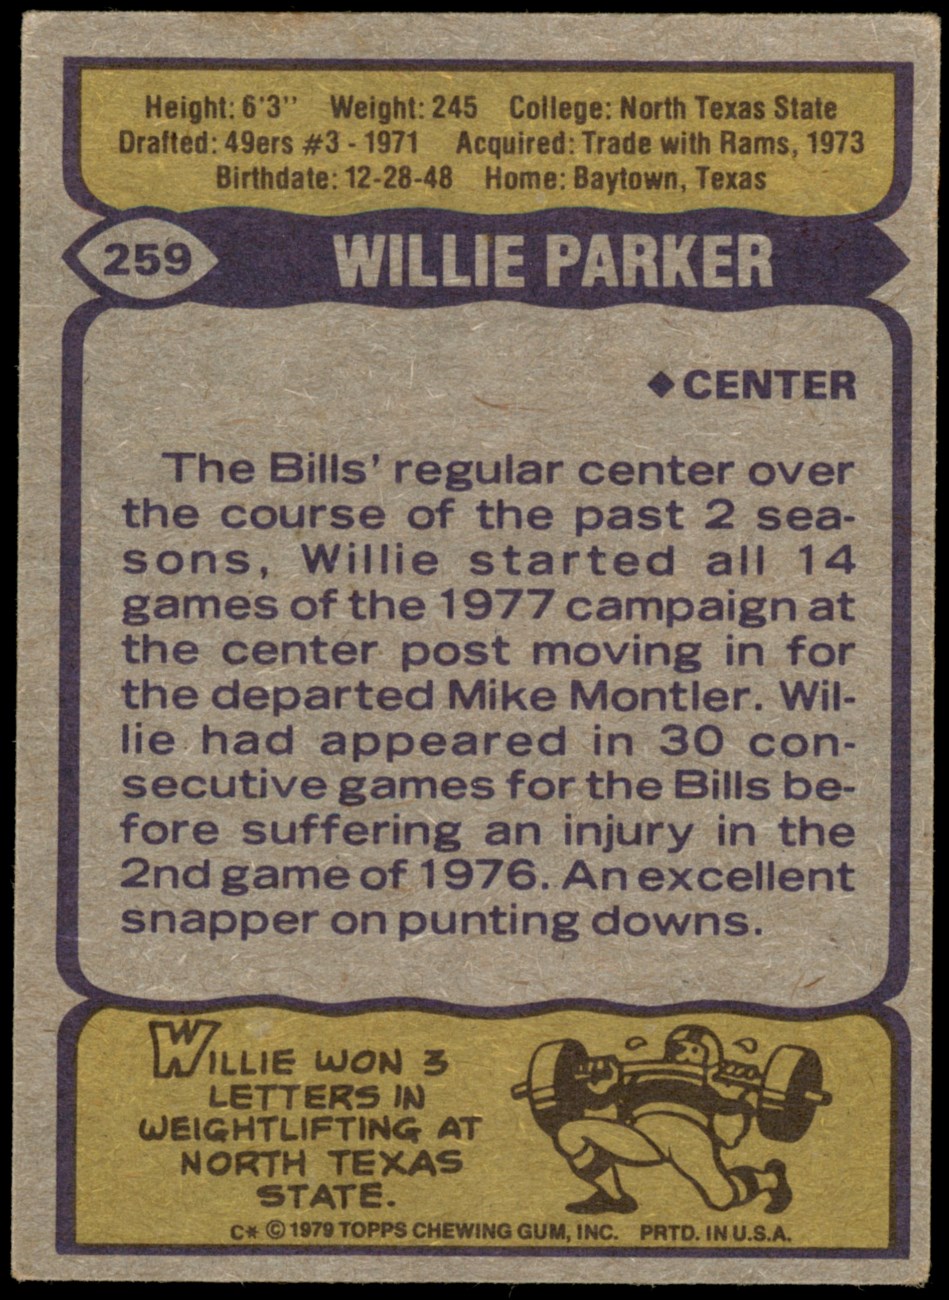 Height: 6'3" Weight: 245 College: North Texas State
Drafted: 49ers #3 - 1971 Acquired: Trade with Rams, 1973
Birthdate: 12-28-48 Home: Baytown, Texas
259 WILLIE PARKER
◆ CENTER
The Bills' regular center over
the course of the past 2 sea-
sons, Willie started all 14
games of the 1977 campaign at
the center post moving in for
the departed Mike Montler. Wil-
lie had appeared in 30 con-
secutive games for the Bills be-
fore suffering an injury in the
2nd game of 1976. An excellent
snapper on punting downs.
WILLIE WON 3
LETTERS IN
WEIGHTLIFTING AT
NORTH TEXAS
STATE.
C* © 1979 TOPPS CHEWING GUM, INC. PRTD. IN U.S.A.